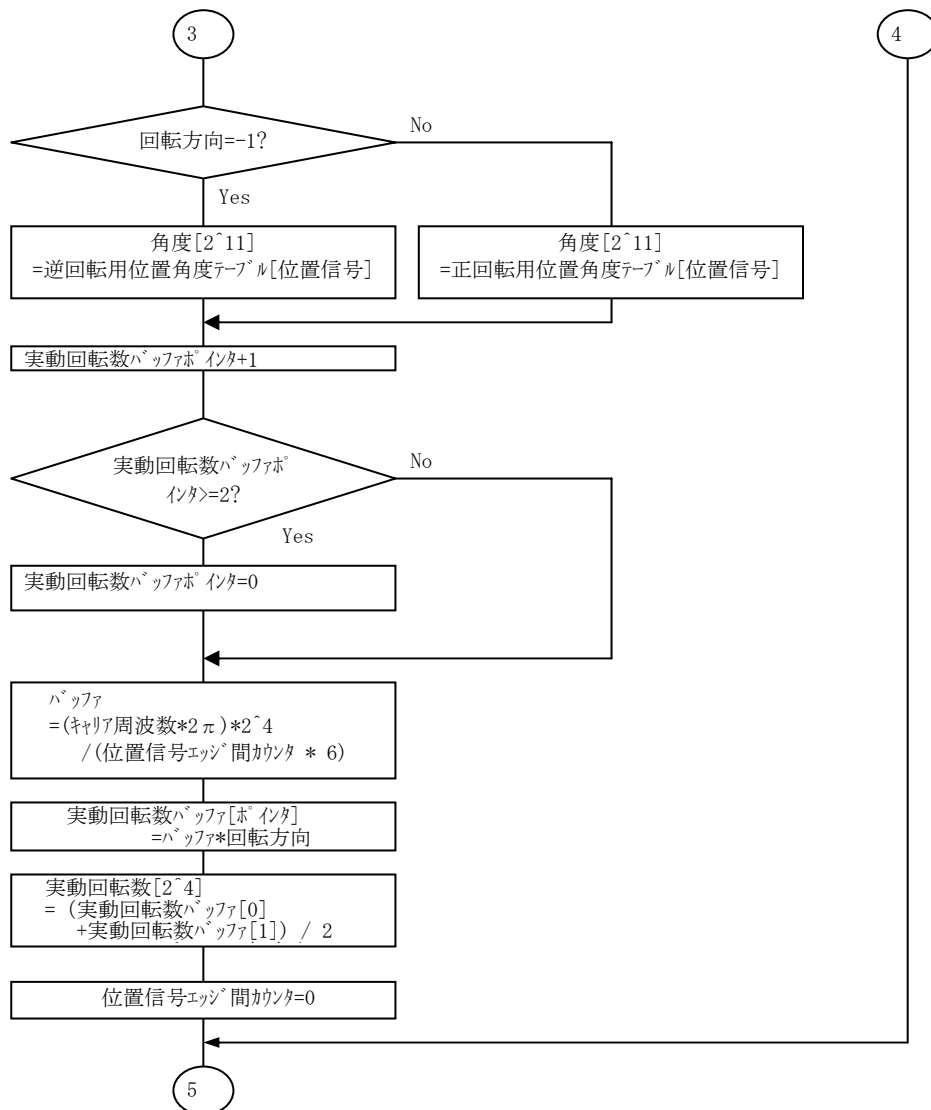 3
4
回転方向=-1?
No
Yes
角度[2^11]
=逆回転用位置角度ﾃｰﾌﾞﾙ[位置信号]
角度[2^11]
=正回転用位置角度ﾃｰﾌﾞﾙ[位置信号]
実動回転数ﾊﾞｯﾌｧﾎﾟｲﾝﾀ+1
実動回転数ﾊﾞｯﾌｧﾎﾟ
ｲﾝﾀ>=2?
No
Yes
実動回転数ﾊﾞｯﾌｧﾎﾟｲﾝﾀ=0
ﾊﾞｯﾌｧ
=(ｷｬﾘｱ周波数*2π)*2^4
/(位置信号ｴｯｼﾞ間ｶｳﾝﾀ * 6)
実動回転数ﾊﾞｯﾌｧ[ﾎﾟｲﾝﾀ]
=ﾊﾞｯﾌｧ*回転方向
実動回転数[2^4]
= (実動回転数ﾊﾞｯﾌｧ[0]
+実動回転数ﾊﾞｯﾌｧ[1]) / 2
位置信号ｴｯｼﾞ間ｶｳﾝﾀ=0
5